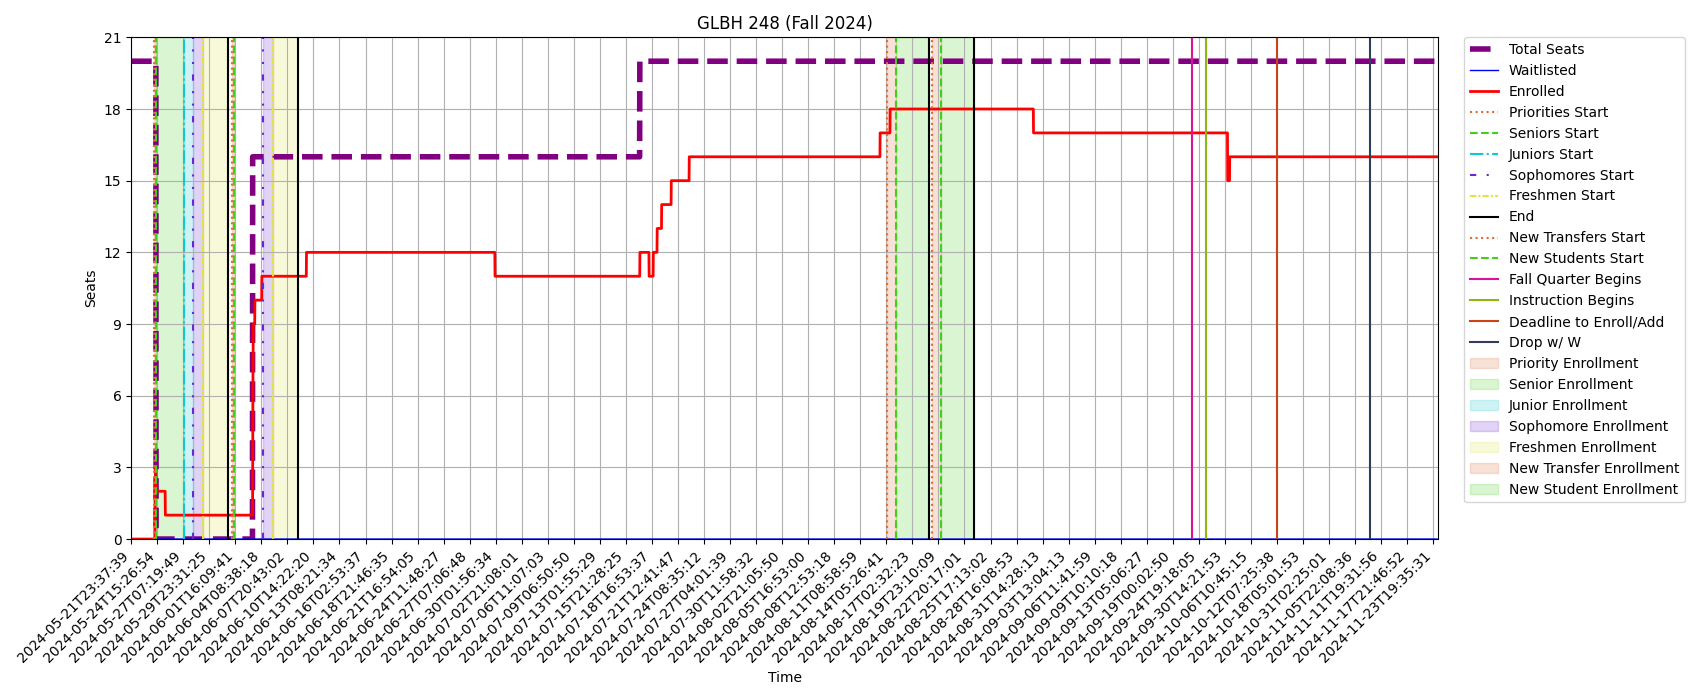 GLBH 248 (Fall 2024)
21
18
15
12
9
6
3
0
Seats
2024-05-21T23:37:39
2024-05-24T15:26:54
2024-05-27T07:19:49
2024-05-29T23:31:25
2024-06-01T16:09:41
2024-06-04T08:38:18
2024-06-07T00:43:02
2024-06-10T14:22:20
2024-06-13T08:21:34
2024-06-16T02:53:37
2024-06-18T21:46:35
2024-06-21T16:54:05
2024-06-24T11:48:27
2024-06-27T07:06:48
2024-06-30T01:56:34
2024-07-02T21:08:01
2024-07-06T11:07:03
2024-07-09T06:50:50
2024-07-13T01:55:29
2024-07-15T21:28:25
2024-07-18T16:53:37
2024-07-21T12:41:47
2024-07-24T08:35:12
2024-07-27T04:01:39
2024-07-30T11:58:32
2024-08-02T21:05:50
2024-08-05T16:53:00
2024-08-08T12:53:18
2024-08-11T08:58:59
2024-08-14T05:26:41
2024-08-17T02:32:23
2024-08-19T23:10:09
2024-08-22T20:17:01
2024-08-25T17:13:02
2024-08-28T16:08:53
2024-08-31T14:28:13
2024-09-03T13:04:13
2024-09-06T11:41:59
2024-09-09T10:10:18
2024-09-13T05:06:27
2024-09-19T00:02:50
2024-09-24T19:18:05
2024-09-30T14:21:53
2024-10-06T10:45:15
2024-10-12T07:25:38
2024-10-18T05:01:53
2024-10-31T02:25:01
2024-11-05T22:08:36
2024-11-11T19:31:56
2024-11-17T21:46:52
2024-11-23T19:35:31
Time
Total Seats
Waitlisted
Enrolled
Priorities Start
Seniors Start
Juniors Start
Sophomores Start
Freshmen Start
End
New Transfers Start
New Students Start
Fall Quarter Begins
Instruction Begins
Deadline to Enroll/Add
Drop w/ W
Priority Enrollment
Senior Enrollment
Junior Enrollment
Sophomore Enrollment
Freshmen Enrollment
New Transfer Enrollment
New Student Enrollment